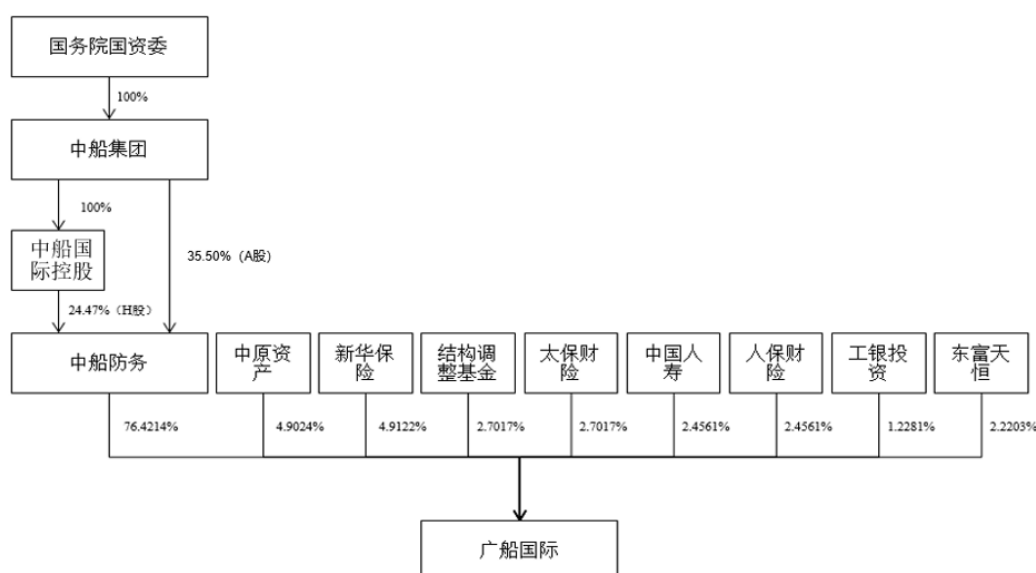 国务院国资委
100%
中船集团
100%
中船国
际控股
35.50%（A股）
24.47%（H股）
中船防务
中原资
产
新华保
险
结构调
整基金
太保财
险
中国人
寿
人保财
险
工银投
资
东富天
恒
76.4214%
4.9024%
4.9122%
2.7017%
2.7017%
2.4561%
2.4561%
1.2281%
2.2203%
广船国际